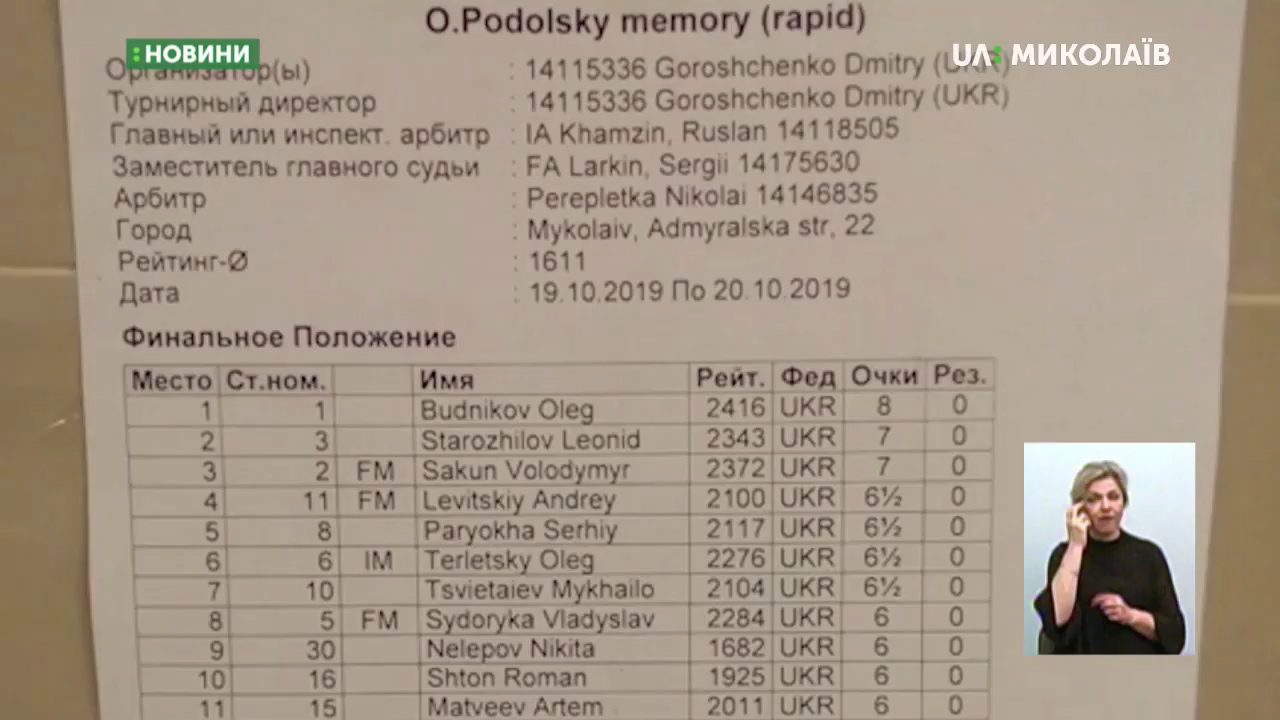 O.Podolsky memory (rapid)
:НОВИНИ
UA: МИКОЛАЇВ
Организатор(ы) : 14115336 Goroshchenko Dmitry (UKR)
Турнирный директор : 14115336 Goroshchenko Dmitry (UKR)
Главный или инспект. арбитр : IA Khamzin, Ruslan 14118505
Заместитель главного судьи : FA Larkin, Sergii 14175630
Арбитр : Perepletka Nikolai 14146835
Город : Mykolaiv, Admyralska str, 22
Рейтинг-Ø : 1611
Дата : 19.10.2019 По 20.10.2019
Финальное Положение
Место Ст.ном. Имя Рейт. Фед Очки Рез.
1 1 Budnikov Oleg 2416 UKR 8 0
2 3 Starozhilov Leonid 2343 UKR 7 0
3 2 FM Sakun Volodymyr 2372 UKR 7 0
4 11 FM Levitskiy Andrey 2100 UKR 6½ 0
5 8 Paryokha Serhiy 2117 UKR 6½ 0
6 6 IM Terletsky Oleg 2276 UKR 6½ 0
7 10 Tsvietaiev Mykhailo 2104 UKR 6½ 0
8 5 FM Sydoryka Vladyslav 2284 UKR 6 0
9 30 Nelepov Nikita 1682 UKR 6 0
10 16 Shton Roman 1925 UKR 6 0
11 15 Matveev Artem 2011 UKR 6 0